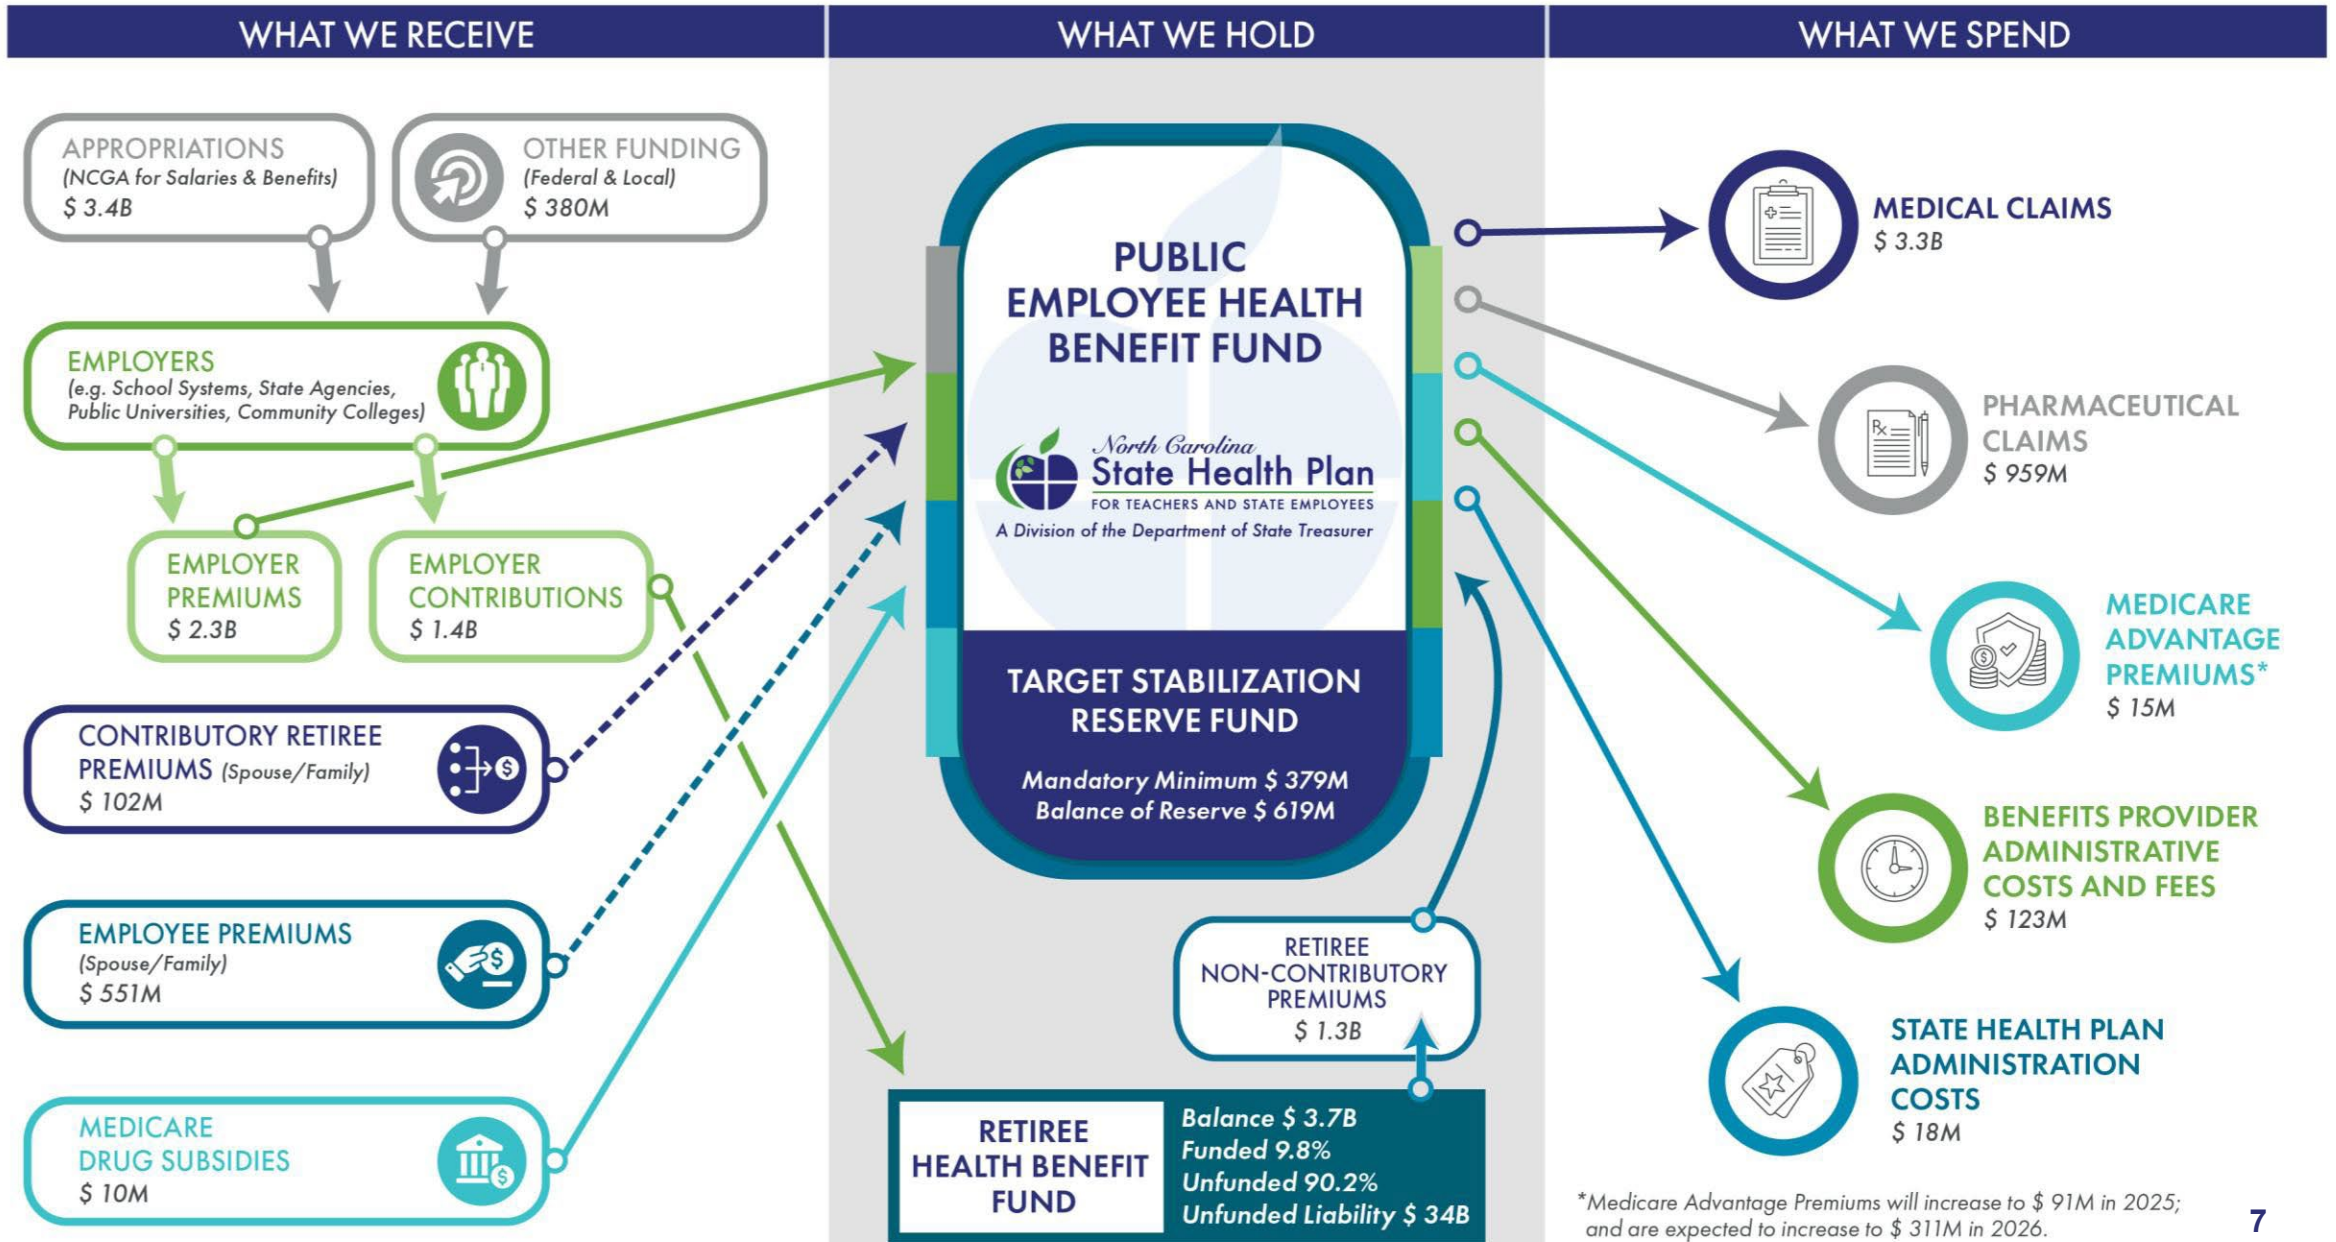 WHAT WE RECEIVE
WHAT WE HOLD
WHAT WE SPEND
APPROPRIATIONS
(NCGA for Salaries & Benefits)
$ 3.4B
OTHER FUNDING
(Federal & Local)
$ 380M
EMPLOYERS
(e.g. School Systems, State Agencies,
Public Universities, Community Colleges)
EMPLOYER
PREMIUMS
$ 2.3B
EMPLOYER
CONTRIBUTIONS
$ 1.4B
CONTRIBUTORY RETIREE
PREMIUMS (Spouse/Family)
$ 102M
EMPLOYEE PREMIUMS
(Spouse/Family)
$ 551M
MEDICARE
DRUG SUBSIDIES
$ 10M
PUBLIC
EMPLOYEE HEALTH
BENEFIT FUND
North Carolina
State Health Plan
FOR TEACHERS AND STATE EMPLOYEES
A Division of the Department of State Treasurer
TARGET STABILIZATION
RESERVE FUND
Mandatory Minimum $ 379M
Balance of Reserve $ 619M
RETIREE
NON-CONTRIBUTORY
PREMIUMS
$ 1.3B
RETIREE
HEALTH BENEFIT
FUND
Balance $ 3.7B
Funded 9.8%
Unfunded 90.2%
Unfunded Liability $ 34B
MEDICAL CLAIMS
$ 3.3B
Rx
PHARMACEUTICAL
CLAIMS
$ 959M
MEDICARE
ADVANTAGE
PREMIUMS*
$ 15M
BENEFITS PROVIDER
ADMINISTRATIVE
COSTS AND FEES
$ 123M
STATE HEALTH PLAN
ADMINISTRATION
COSTS
$ 18M
*Medicare Advantage Premiums will increase to $ 91M in 2025;
and are expected to increase to $ 311M in 2026.
7